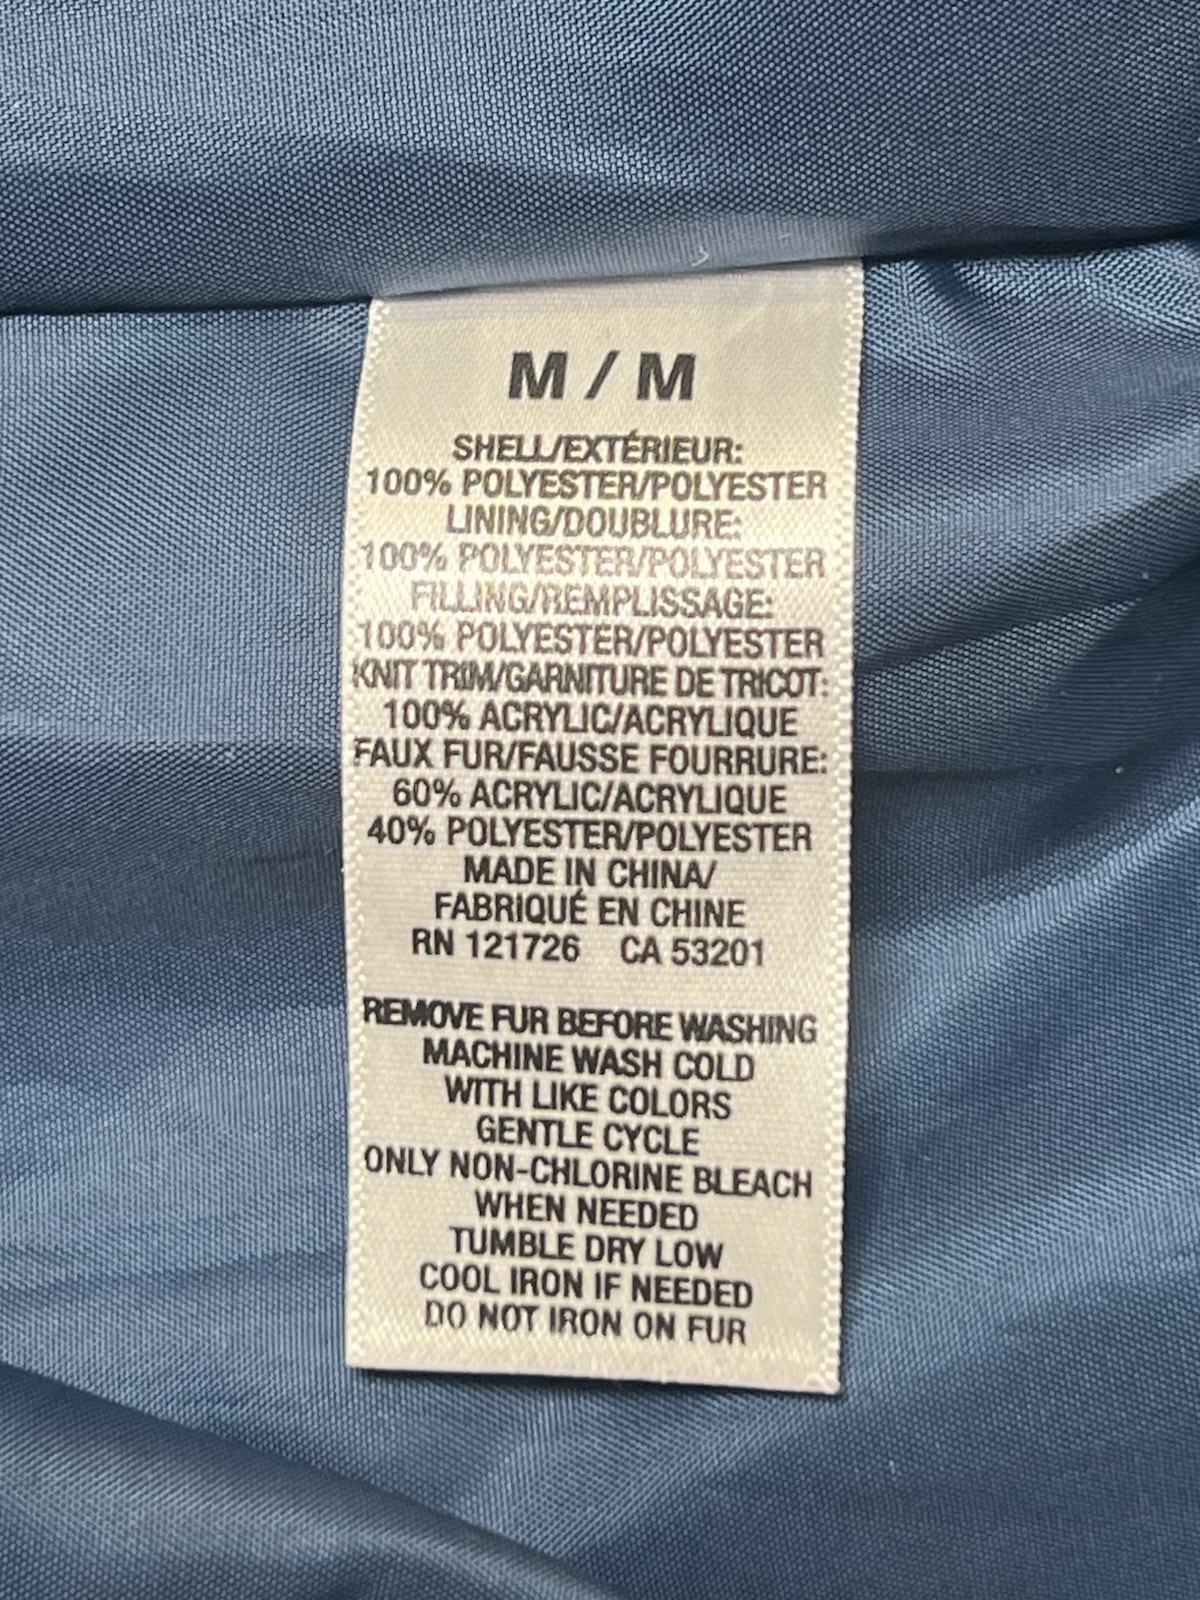 M / M
SHELL/EXTÉRIEUR:
100% POLYESTER/POLYESTER
LINING/DOUBLURE:
100% POLYESTER/POLYESTER
FILLING/REMPLISSAGE:
100% POLYESTER/POLYESTER
KNIT TRIM/GARNITURE DE TRICOT:
100% ACRYLIC/ACRYLIQUE
FAUX FUR/FAUSSE FOURRURE:
60% ACRYLIC/ACRYLIQUE
40% POLYESTER/POLYESTER
MADE IN CHINA/
FABRIQUÉ EN CHINE
RN 121726 CA 53201
REMOVE FUR BEFORE WASHING
MACHINE WASH COLD
WITH LIKE COLORS
GENTLE CYCLE
ONLY NON-CHLORINE BLEACH
WHEN NEEDED
TUMBLE DRY LOW
COOL IRON IF NEEDED
DO NOT IRON ON FUR